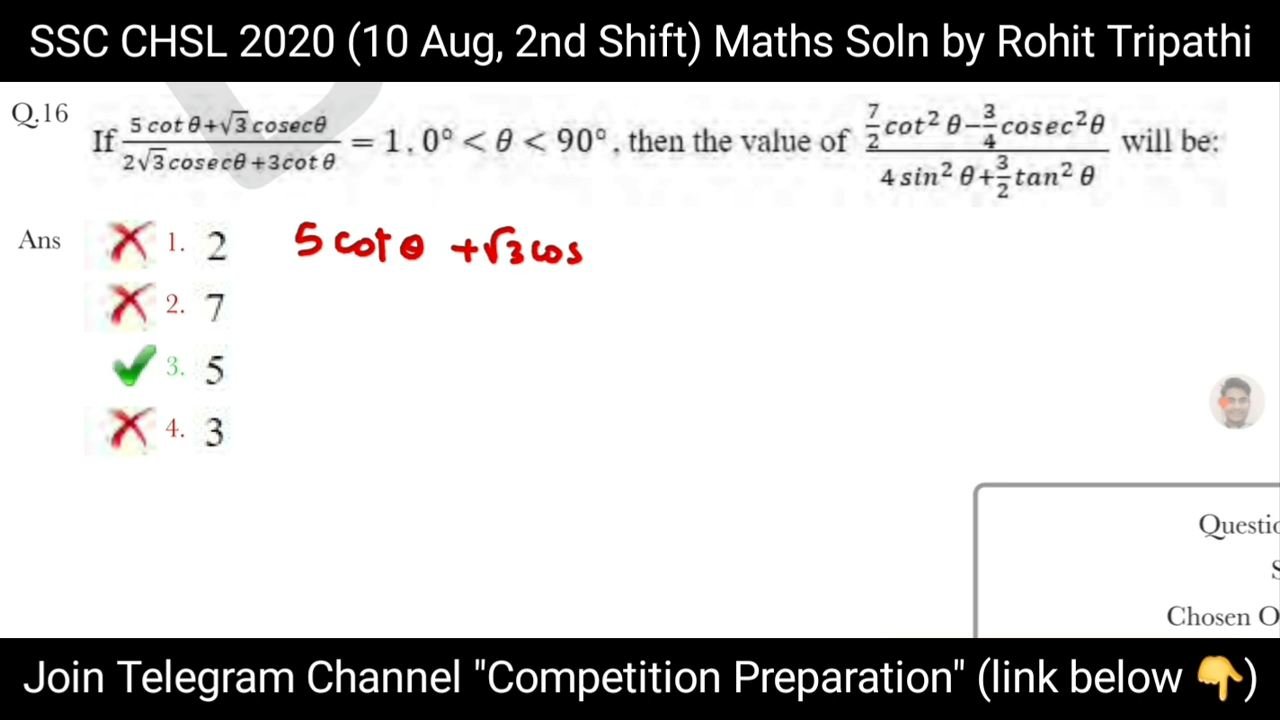 SSC CHSL 2020 (10 Aug, 2nd Shift) Maths Soln by Rohit Tripathi
Q.16 If (5 cot θ+√3 cosecθ)/(2√3 cosecθ+3cot θ) = 1, 0° < θ < 90°, then the value of (7/2 cot² θ−3/4 cosec²θ)/(4 sin² θ+3/2 tan² θ) will be:
Ans 1. 2
5 cot θ +√3 cos
2. 7
3. 5
4. 3
Chosen O
Join Telegram Channel "Competition Preparation" (link below 👇)